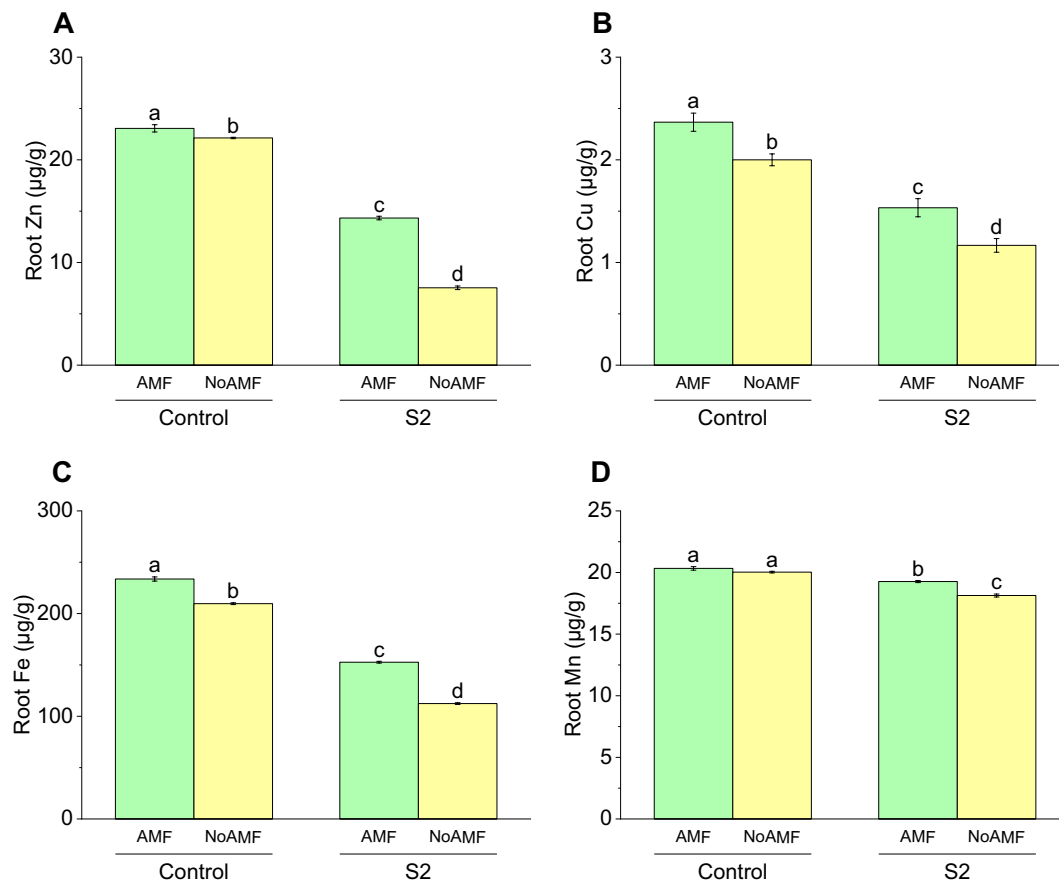 A
30
20
10
0
Root Zn (µg/g)
a
b
c
d
AMF NoAMF AMF NoAMF
Control S2
B
3
2
1
0
Root Cu (µg/g)
a
b
c
d
AMF NoAMF AMF NoAMF
Control S2
C
300
200
100
0
Root Fe (µg/g)
a
b
c
d
AMF NoAMF AMF NoAMF
Control S2
D
25
20
15
10
5
0
Root Mn (µg/g)
a
a
b
c
AMF NoAMF AMF NoAMF
Control S2